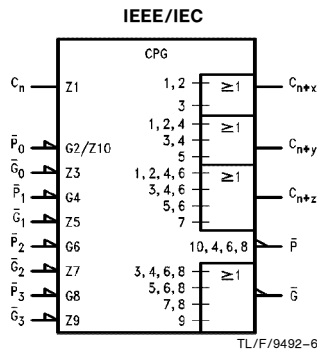 IEEE/IEC
CPG
Cn Z1
P̄0 G2/Z10
Ḡ0 Z3
P̄1 G4
Ḡ1 Z5
P̄2 G6
Ḡ2 Z7
P̄3 G8
Ḡ3 Z9
1, 2 ≥1 Cn+x
3
1, 2, 4 ≥1 Cn+y
3, 4
5
1, 2, 4, 6 ≥1 Cn+z
3, 4, 6
5, 6
7
10, 4, 6, 8 P̄
3, 4, 6, 8 ≥1 Ḡ
5, 6, 8
7, 8
9
TL/F/9492-6